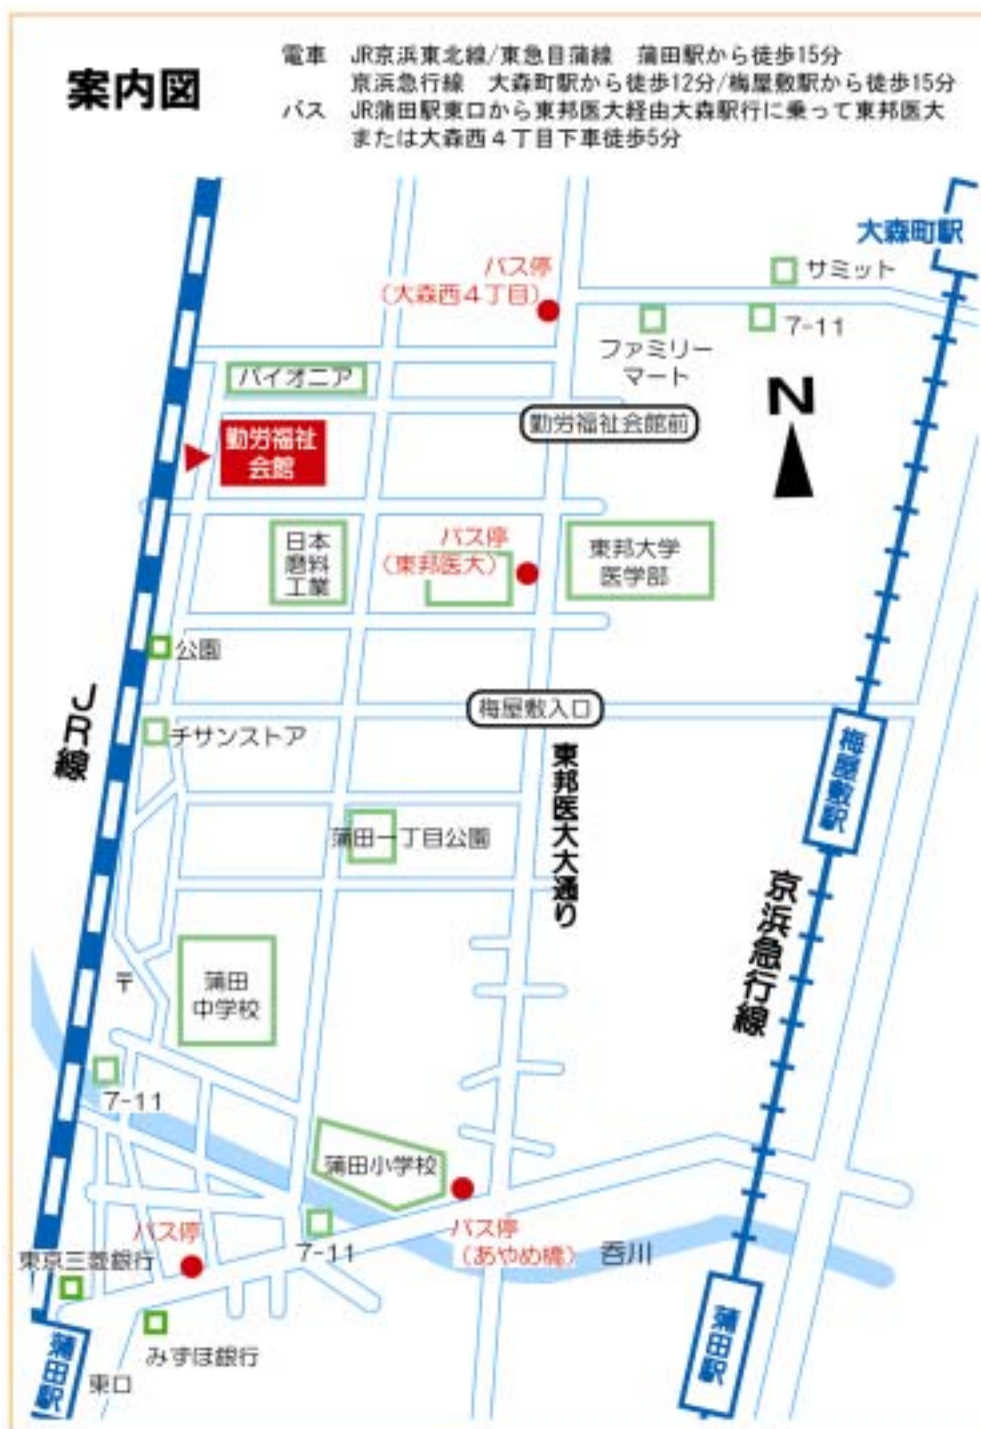 案内図
電車 JR京浜東北線/東急目蒲線 蒲田駅から徒歩15分
京浜急行線 大森町駅から徒歩12分/梅屋敷駅から徒歩15分
バス JR蒲田駅東口から東邦医大経由大森駅行に乗って東邦医大
または大森西４丁目下車徒歩5分
大森町駅
バス停
（大森西４丁目）
サミット
7-11
ファミリー
マート
パイオニア
N
勤労福祉会館前
勤労福祉
会館
日本
磨料
工業
バス停
（東邦医大）
東邦大学
医学部
公園
JR線
梅屋敷入口
チサンストア
梅屋敷駅
東邦医大大通り
蒲田一丁目公園
京浜急行線
〒
蒲田
中学校
7-11
蒲田小学校
バス停
東京三菱銀行
7-11
バス停
（あやめ橋）
呑川
蒲田駅
みずほ銀行
東口
蒲田駅